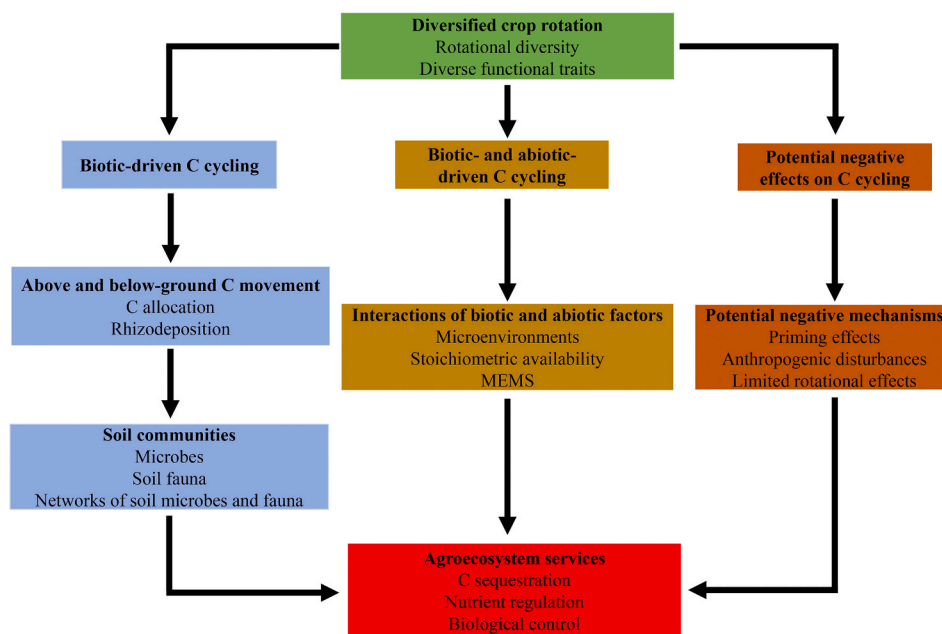 Diversified crop rotation
Rotational diversity
Diverse functional traits
Biotic-driven C cycling
Biotic- and abiotic-
driven C cycling
Potential negative
effects on C cycling
Above and below-ground C movement
C allocation
Rhizodeposition
Interactions of biotic and abiotic factors
Microenvironments
Stoichiometric availability
MEMS
Potential negative mechanisms
Priming effects
Anthropogenic disturbances
Limited rotational effects
Soil communities
Microbes
Soil fauna
Networks of soil microbes and fauna
Agroecosystem services
C sequestration
Nutrient regulation
Biological control